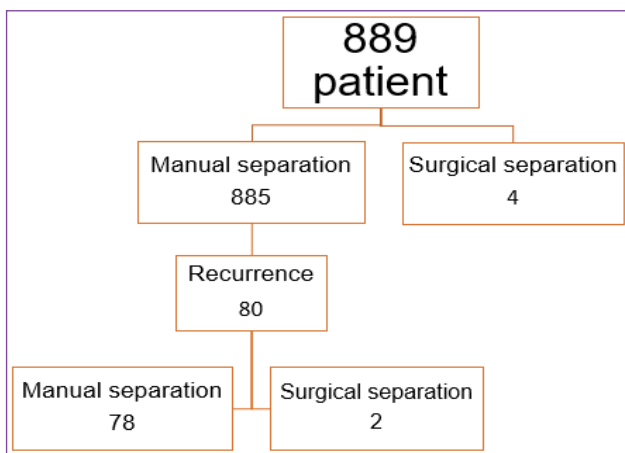 889
patient
Manual separation
885
Surgical separation
4
Recurrence
80
Manual separation
78
Surgical separation
2